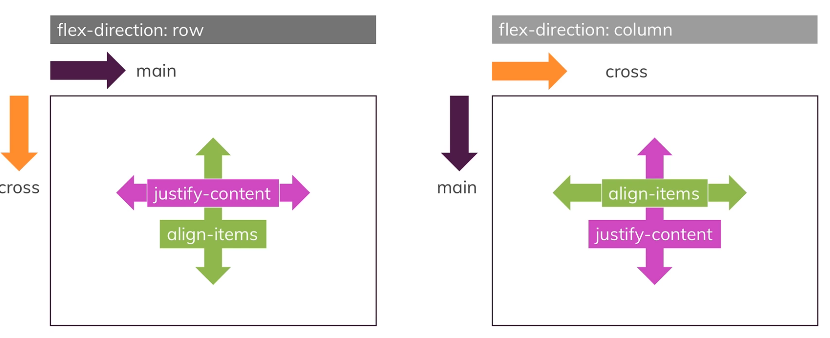 flex-direction: row
main
cross
justify-content
align-items
flex-direction: column
cross
main
align-items
justify-content